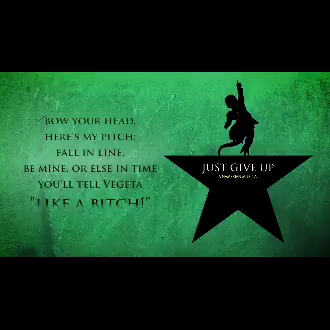 BOW YOUR HEAD,
HERE'S MY PITCH:
FALL IN LINE,
BE MINE, OR ELSE IN TIME
YOU'LL TELL VEGETA
"LIKE A BITCH!"
JUST GIVE UP